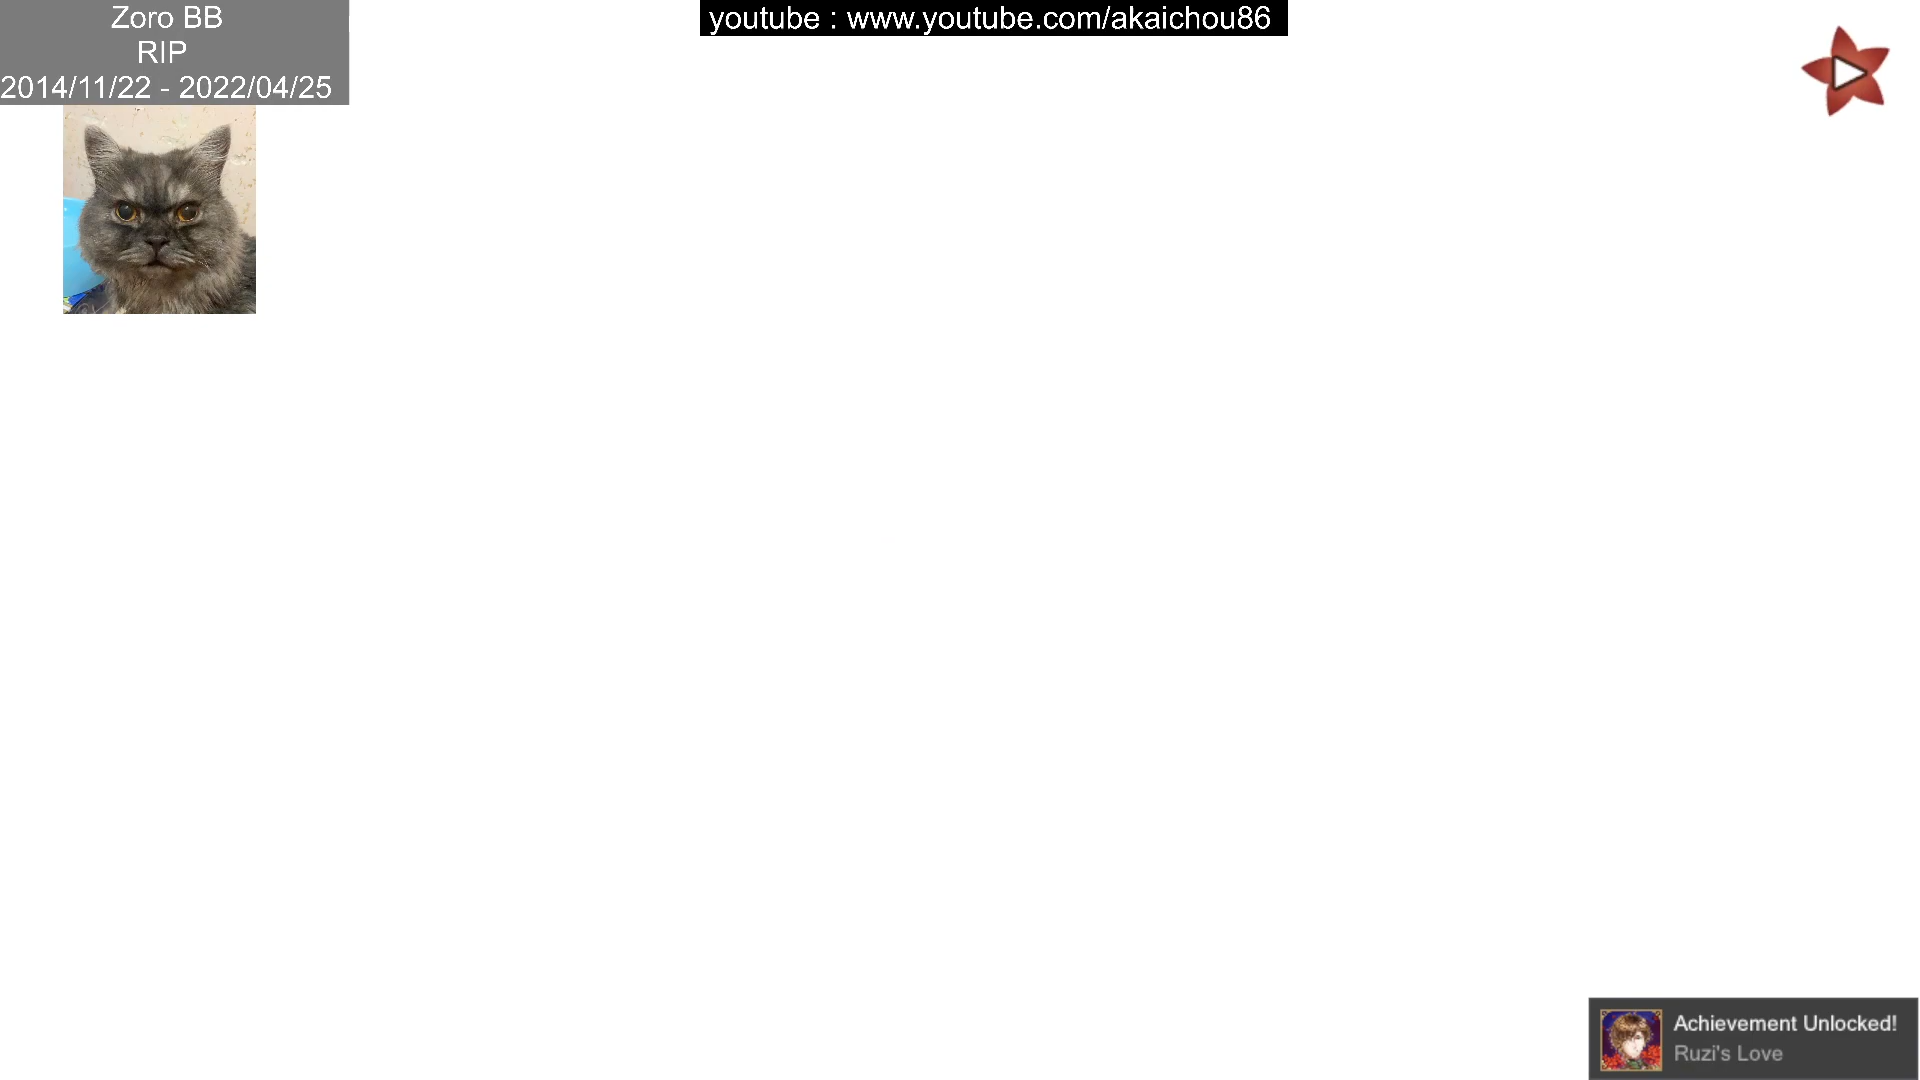 Zoro BB
RIP
2014/11/22 - 2022/04/25
youtube : www.youtube.com/akaichou86
Achievement Unlocked!
Ruzi's Love